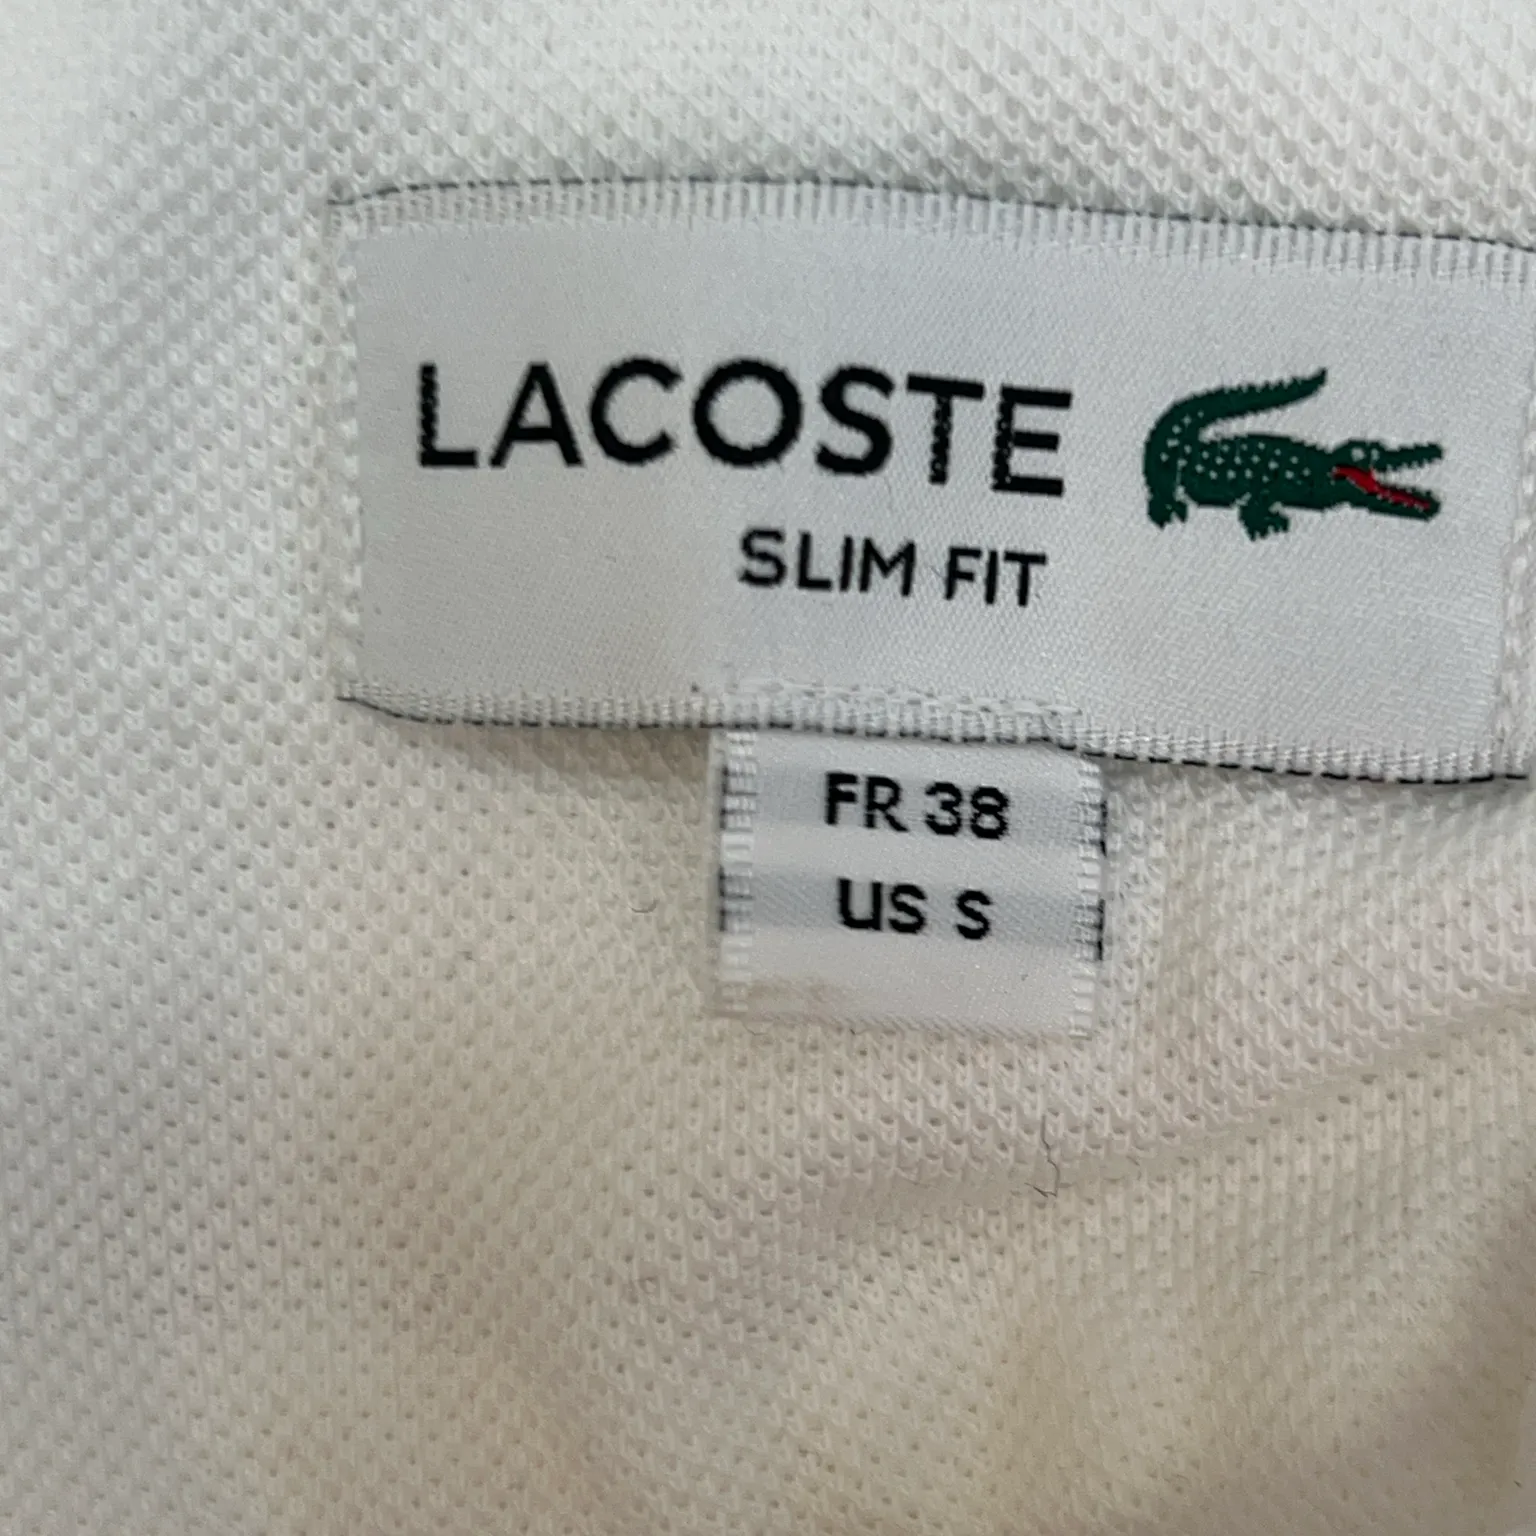 LACOSTE
SLIM FIT
FR 38
US S